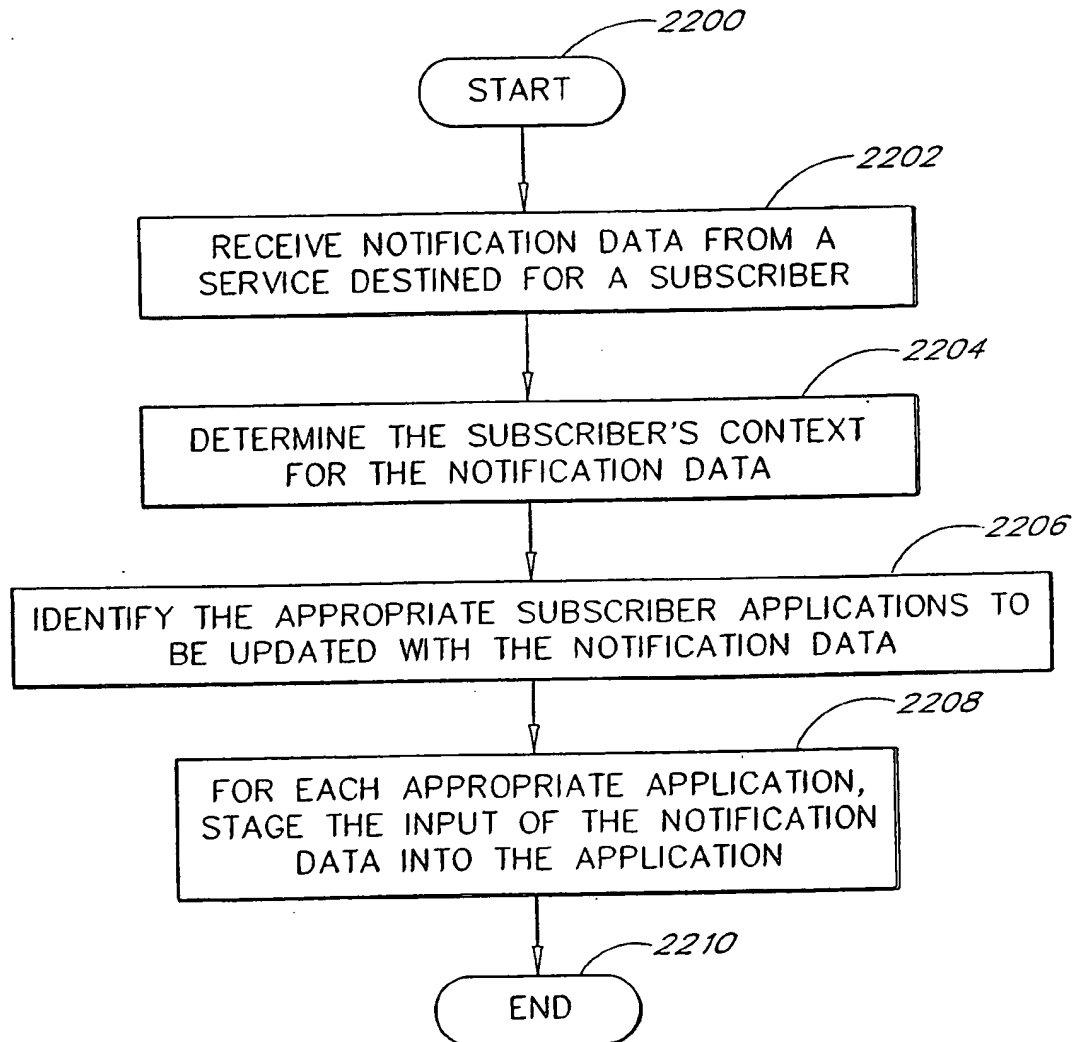 2200
START
2202
RECEIVE NOTIFICATION DATA FROM A
SERVICE DESTINED FOR A SUBSCRIBER
2204
DETERMINE THE SUBSCRIBER'S CONTEXT
FOR THE NOTIFICATION DATA
2206
IDENTIFY THE APPROPRIATE SUBSCRIBER APPLICATIONS TO
BE UPDATED WITH THE NOTIFICATION DATA
2208
FOR EACH APPROPRIATE APPLICATION,
STAGE THE INPUT OF THE NOTIFICATION
DATA INTO THE APPLICATION
2210
END